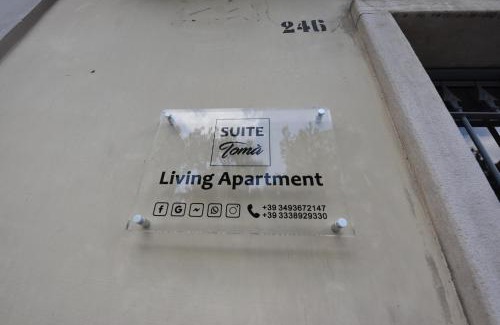 246
SUITE
Tomà
Living Apartment
+39 3493672147
+39 3338929330